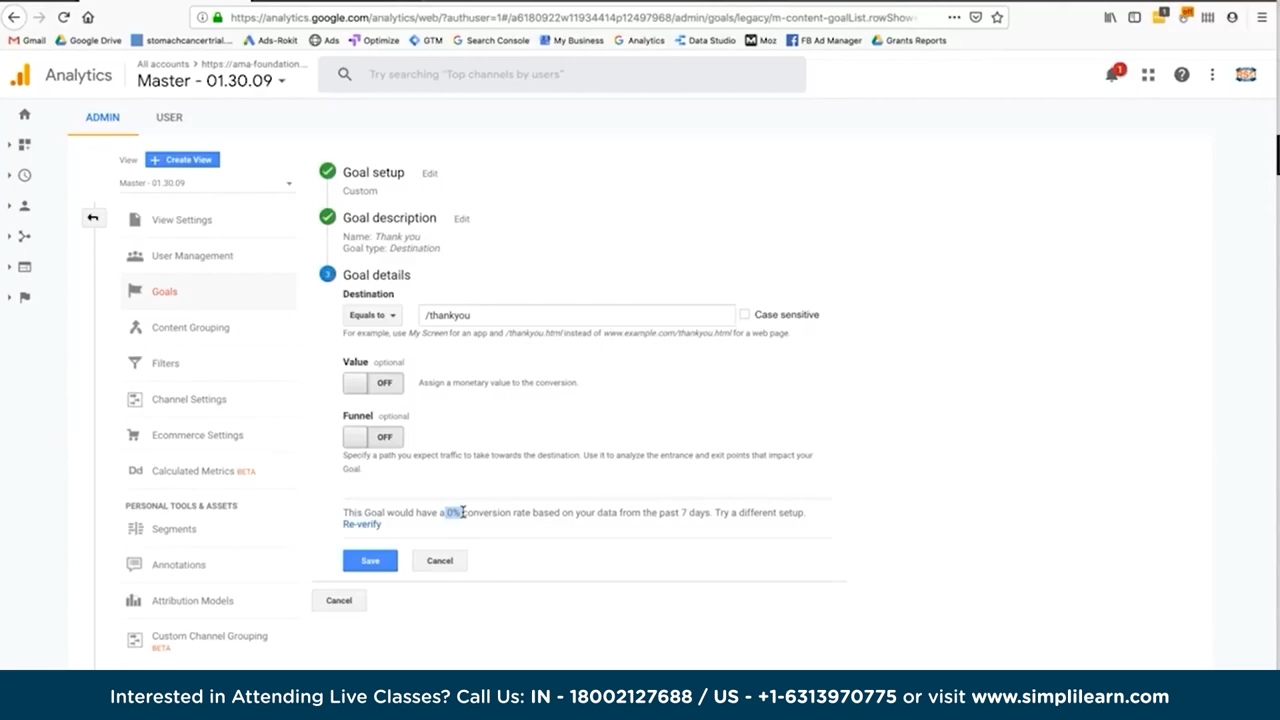 https://analytics.google.com/analytics/web/?authuser=1#/a6180922w11934414p12497968/admin/goals/legacy/m-content-goalList.rowShow
Gmail Google Drive stomachcancertrial.... Ads-Rokit Ads Optimize GTM Search Console My Business Analytics Data Studio Moz FB Ad Manager Grants Reports
All accounts > https://ama-foundation...
Analytics Master - 01.30.09 Try searching "Top channels by users" 1
ADMIN USER
View + Create View
Master - 01.30.09
View Settings
User Management
Goals
Content Grouping
Filters
Channel Settings
Ecommerce Settings
Dd Calculated Metrics BETA
PERSONAL TOOLS & ASSETS
Segments
Annotations
Attribution Models
Custom Channel Grouping
BETA
Goal setup Edit
Custom
Goal description Edit
Name: Thank you
Goal type: Destination
3 Goal details
Destination
Equals to /thankyou Case sensitive
For example, use My Screen for an app and /thankyou.html instead of www.example.com/thankyou.html for a web page.
Value optional
OFF Assign a monetary value to the conversion.
Funnel optional
OFF
Specify a path you expect traffic to take towards the destination. Use it to analyze the entrance and exit points that impact your
Goal.
This Goal would have a 0% conversion rate based on your data from the past 7 days. Try a different setup.
Re-verify
Save Cancel
Cancel
Interested in Attending Live Classes? Call Us: IN - 18002127688 / US - +1-6313970775 or visit www.simplilearn.com